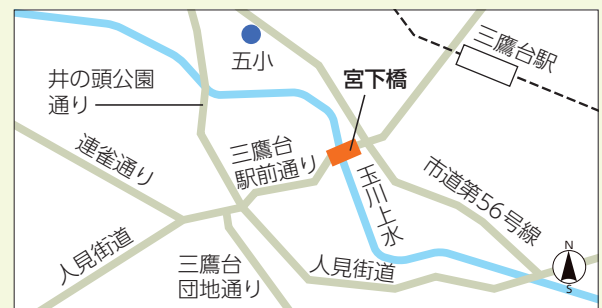 五小
三鷹台駅
井の頭公園
通り
宮下橋
連雀通り
三鷹台
駅前通り
玉川上水
市道第56号線
人見街道
三鷹台
団地通り
人見街道
N
S